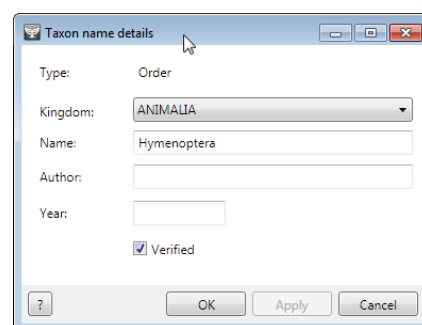 Taxon name details
Type: Order
Kingdom: ANIMALIA
Name: Hymenoptera
Author:
Year:
Verified
? OK Apply Cancel